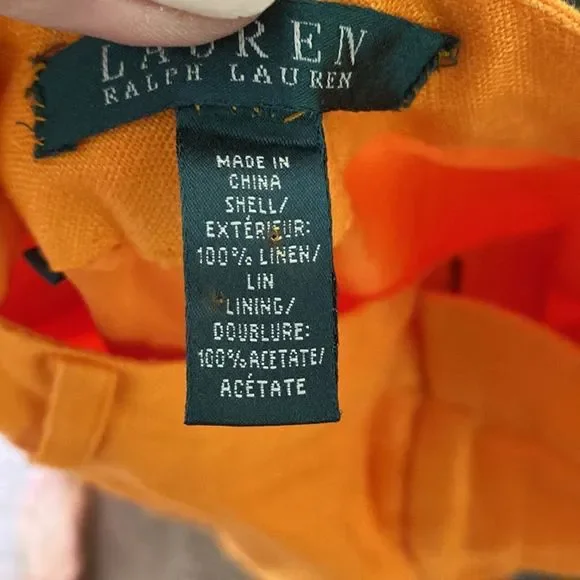 LAUREN
RALPH LAUREN
MADE IN
CHINA
SHELL/
EXTÉRIEUR:
100% LINEN/
LIN
LINING/
DOUBLURE:
100% ACETATE/
ACÉTATE